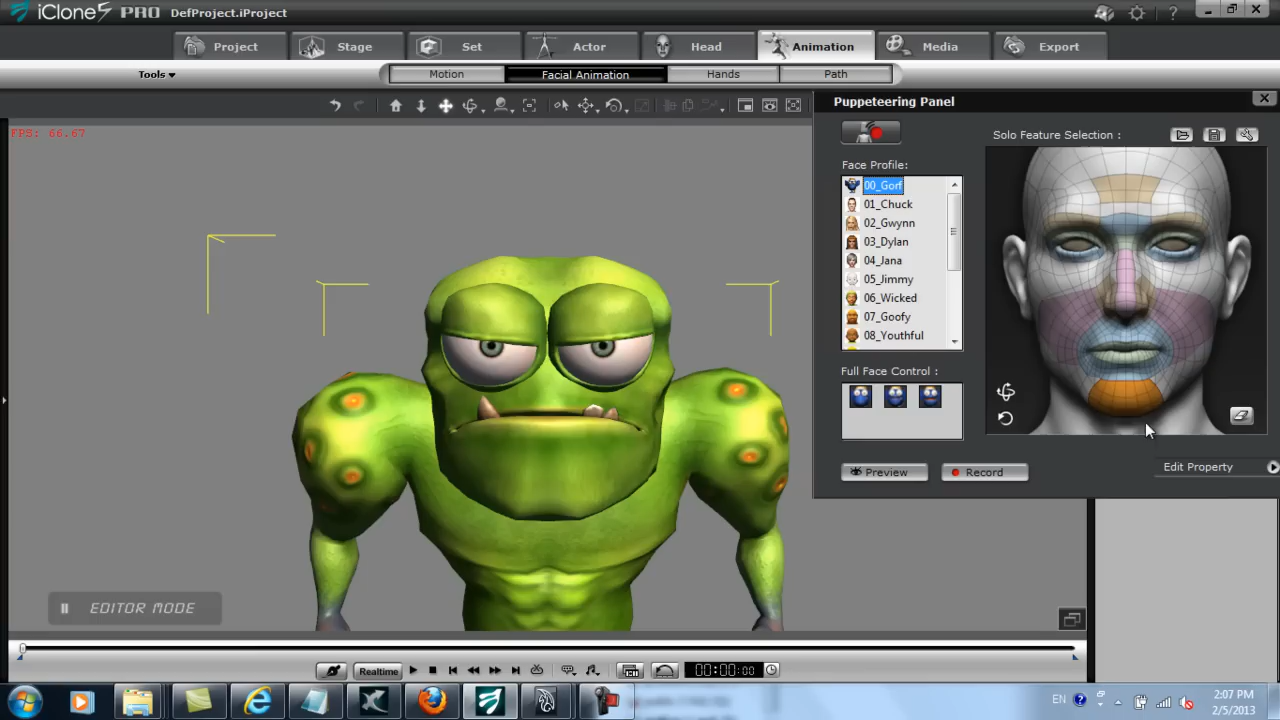 iClone5 PRO DefProject.iProject
Project Stage Set Actor Head Animation Media Export
Tools Motion Facial Animation Hands Path
Puppeteering Panel
FPS: 66.67
Solo Feature Selection :
Face Profile:
00_Gorf
01_Chuck
02_Gwynn
03_Dylan
04_Jana
05_Jimmy
06_Wicked
07_Goofy
08_Youthful
Full Face Control :
Edit Property
Preview Record
EDITOR MODE
Realtime 00:00:00
EN 2:07 PM
2/5/2013